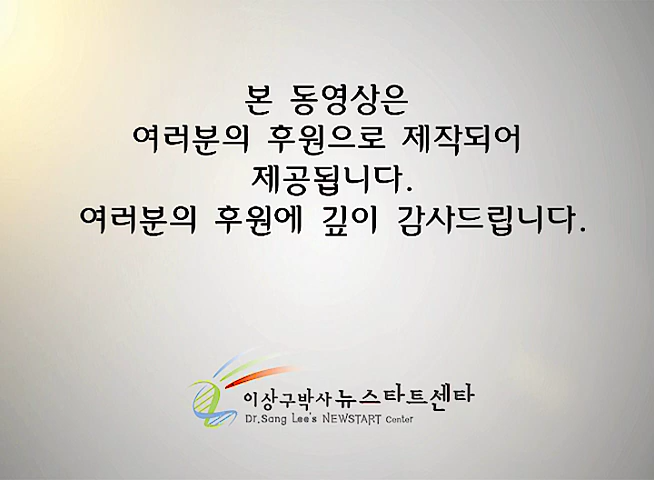 본 동영상은
여러분의 후원으로 제작되어
제공됩니다.
여러분의 후원에 깊이 감사드립니다.
이상구박사 뉴스타트센타
Dr.Sang Lee's NEWSTART Center